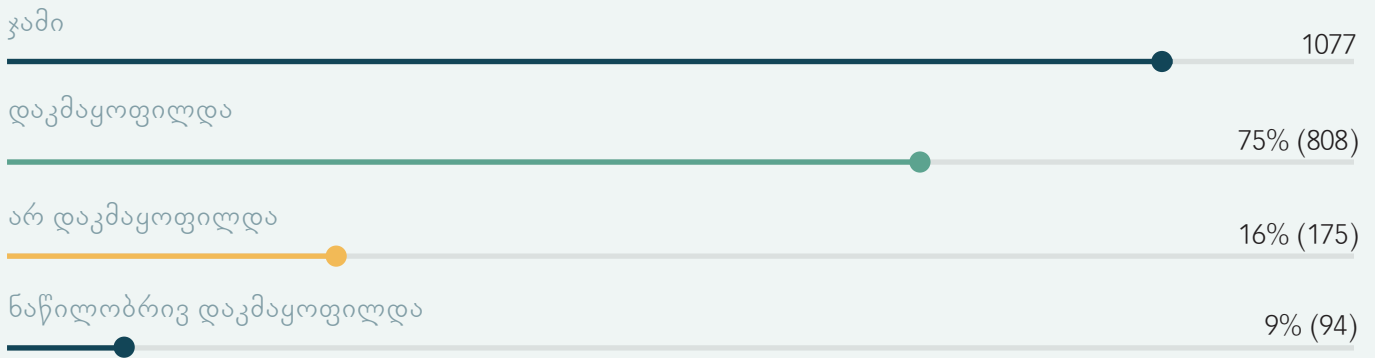 ჯამი
1077
დაკმაყოფილდა
75% (808)
არ დაკმაყოფილდა
16% (175)
ნაწილობრივ დაკმაყოფილდა
9% (94)